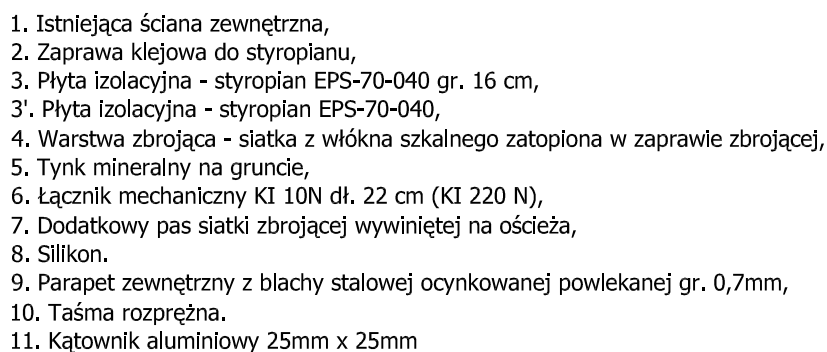 1. Istniejąca ściana zewnętrzna,
2. Zaprawa klejowa do styropianu,
3. Płyta izolacyjna - styropian EPS-70-040 gr. 16 cm,
3'. Płyta izolacyjna - styropian EPS-70-040,
4. Warstwa zbrojąca - siatka z włókna szkalnego zatopiona w zaprawie zbrojącej,
5. Tynk mineralny na gruncie,
6. Łącznik mechaniczny KI 10N dł. 22 cm (KI 220 N),
7. Dodatkowy pas siatki zbrojącej wywiniętej na ościeża,
8. Silikon.
9. Parapet zewnętrzny z blachy stalowej ocynkowanej powlekanej gr. 0,7mm,
10. Taśma rozprężna.
11. Kątownik aluminiowy 25mm x 25mm